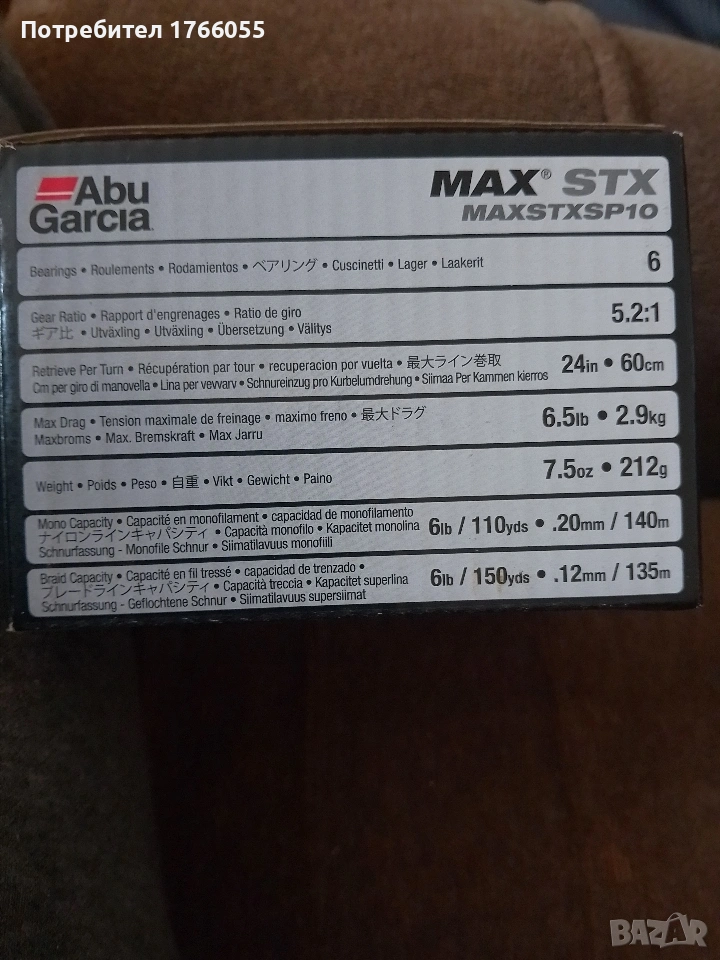 Потребител 1766055
Abu
Garcia
MAX® STX
MAXSTXSP10
Bearings • Roulements • Rodamientos • ベアリング • Cuscinetti • Lager • Laakerit
6
Gear Ratio • Rapport d'engrenages • Ratio de giro
ギア比 • Utväxling • Utväxling • Übersetzung • Välitys
5.2:1
Retrieve Per Turn • Récupération par tour • recuperacion por vuelta • 最大ライン巻取
Cm per giro di manovella • Lina per vevvarv • Schnureinzug pro Kurbelumdrehung • Siimaa Per Kammen kierros
24in • 60cm
Max Drag • Tension maximale de freinage • maximo freno • 最大ドラグ
Maxbroms • Max. Bremskraft • Max Jarru
6.5lb • 2.9kg
Weight • Poids • Peso • 自重 • Vikt • Gewicht • Paino
7.5oz • 212g
Mono Capacity • Capacité en monofilament • capacidad de monofilamento
ナイロンラインキャパシティ • Capacità monofilo • Kapacitet monolina
Schnurfassung - Monofile Schnur • Siimatilavuus monofiili
6lb / 110yds • .20mm / 140m
Braid Capacity • Capacité en fil tressé • capacidad de trenzado •
ブレードラインキャパシティ • Capacità treccia • Kapacitet superlina
Schnurfassung - Geflochtene Schnur • Siimatilavuus supersiimat
6lb / 150yds • .12mm / 135m
BAZAR